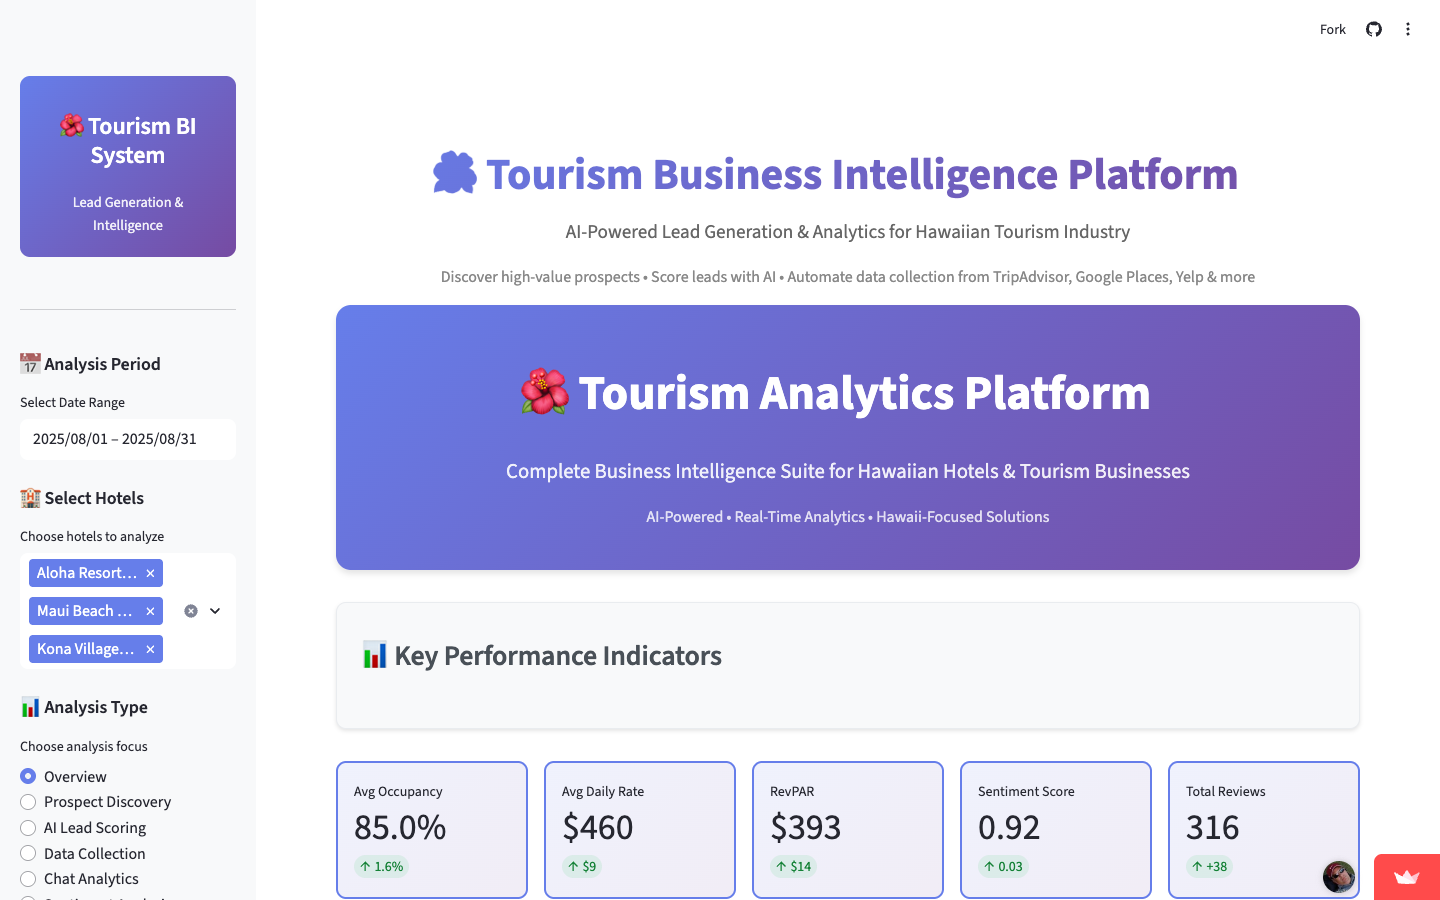 Fork
Tourism BI
System
Lead Generation &
Intelligence
Analysis Period
Select Date Range
2025/08/01 – 2025/08/31
Select Hotels
Choose hotels to analyze
Aloha Resort...
Maui Beach ...
Kona Village...
Analysis Type
Choose analysis focus
Overview
Prospect Discovery
AI Lead Scoring
Data Collection
Chat Analytics
Tourism Business Intelligence Platform
AI-Powered Lead Generation & Analytics for Hawaiian Tourism Industry
Discover high-value prospects • Score leads with AI • Automate data collection from TripAdvisor, Google Places, Yelp & more
Tourism Analytics Platform
Complete Business Intelligence Suite for Hawaiian Hotels & Tourism Businesses
AI-Powered • Real-Time Analytics • Hawaii-Focused Solutions
Key Performance Indicators
Avg Occupancy
85.0%
↑ 1.6%
Avg Daily Rate
$460
↑ $9
RevPAR
$393
↑ $14
Sentiment Score
0.92
↑ 0.03
Total Reviews
316
↑ +38